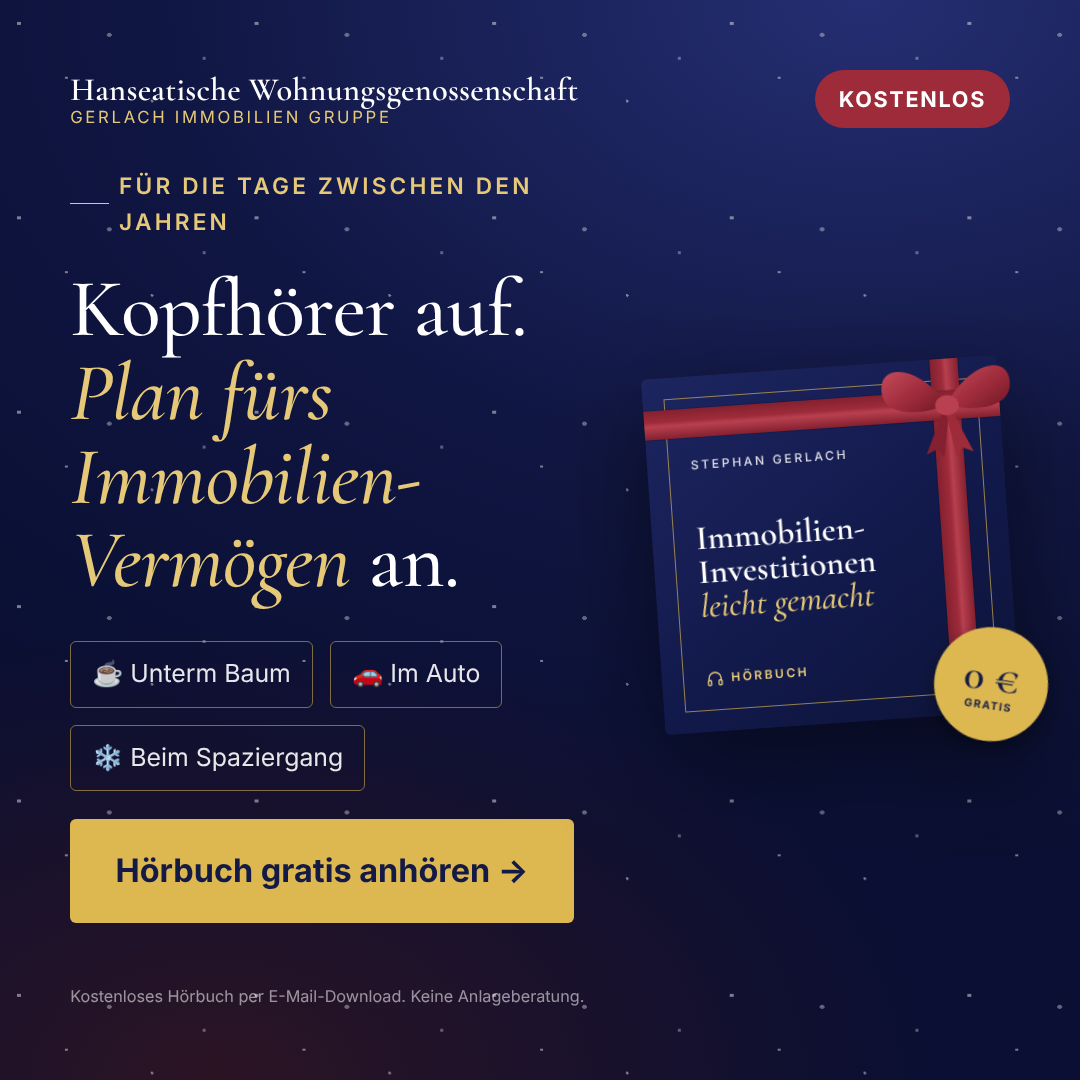 Hanseatische Wohnungsgenossenschaft
GERLACH IMMOBILIEN GRUPPE
KOSTENLOS
FÜR DIE TAGE ZWISCHEN DEN
JAHREN
Kopfhörer auf.
Plan fürs
Immobilien-
Vermögen an.
☕ Unterm Baum
🚗 Im Auto
❄️ Beim Spaziergang
Hörbuch gratis anhören →
STEPHAN GERLACH
Immobilien-
Investitionen
leicht gemacht
HÖRBUCH
0 €
GRATIS
Kostenloses Hörbuch per E-Mail-Download. Keine Anlageberatung.